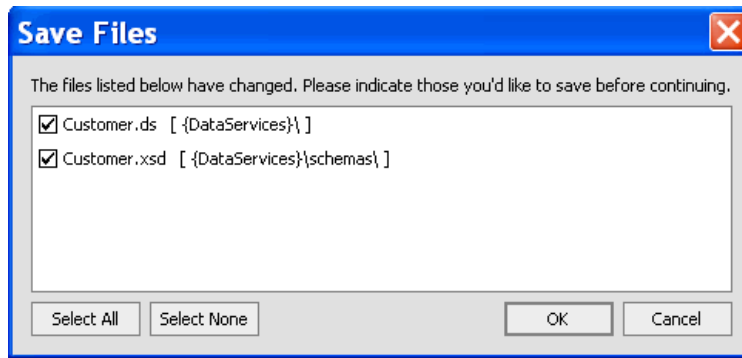 Save Files
The files listed below have changed. Please indicate those you'd like to save before continuing.
Customer.ds [ {DataServices}\ ]
Customer.xsd [ {DataServices}\schemas\ ]
Select All Select None OK Cancel